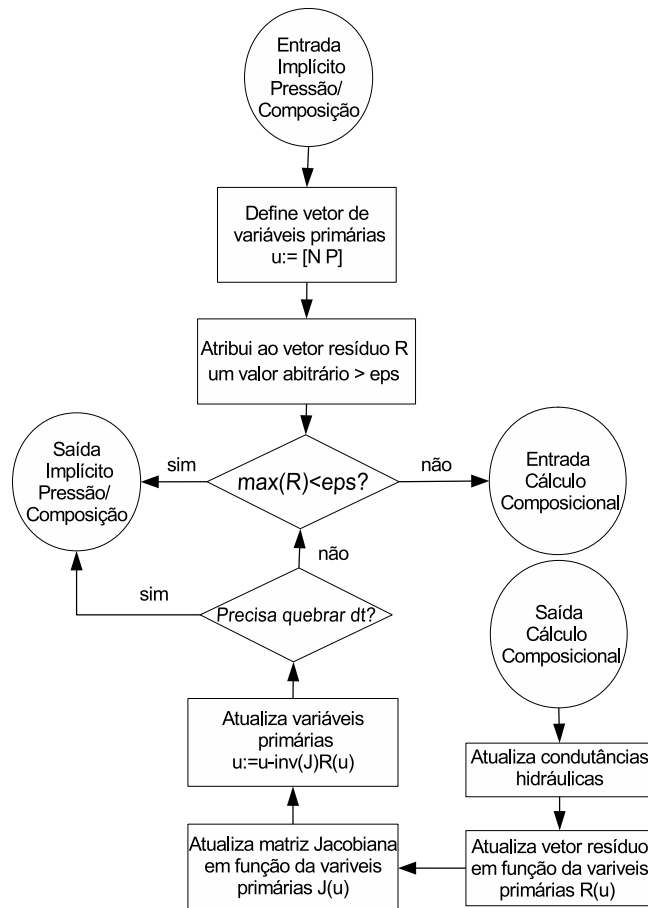 Entrada
Implícito
Pressão/
Composição
Define vetor de
variáveis primárias
u:= [N P]
Atribui ao vetor resíduo R
um valor abitrário > eps
max(R)<eps?
sim
não
Saída
Implícito
Pressão/
Composição
Entrada
Cálculo
Composicional
não
sim
Precisa quebrar dt?
Saída
Cálculo
Composicional
Atualiza variáveis
primárias
u:=u-inv(J)R(u)
Atualiza condutâncias
hidráulicas
Atualiza matriz Jacobiana
em função da variveis
primárias J(u)
Atualiza vetor resíduo
em função da variveis
primárias R(u)